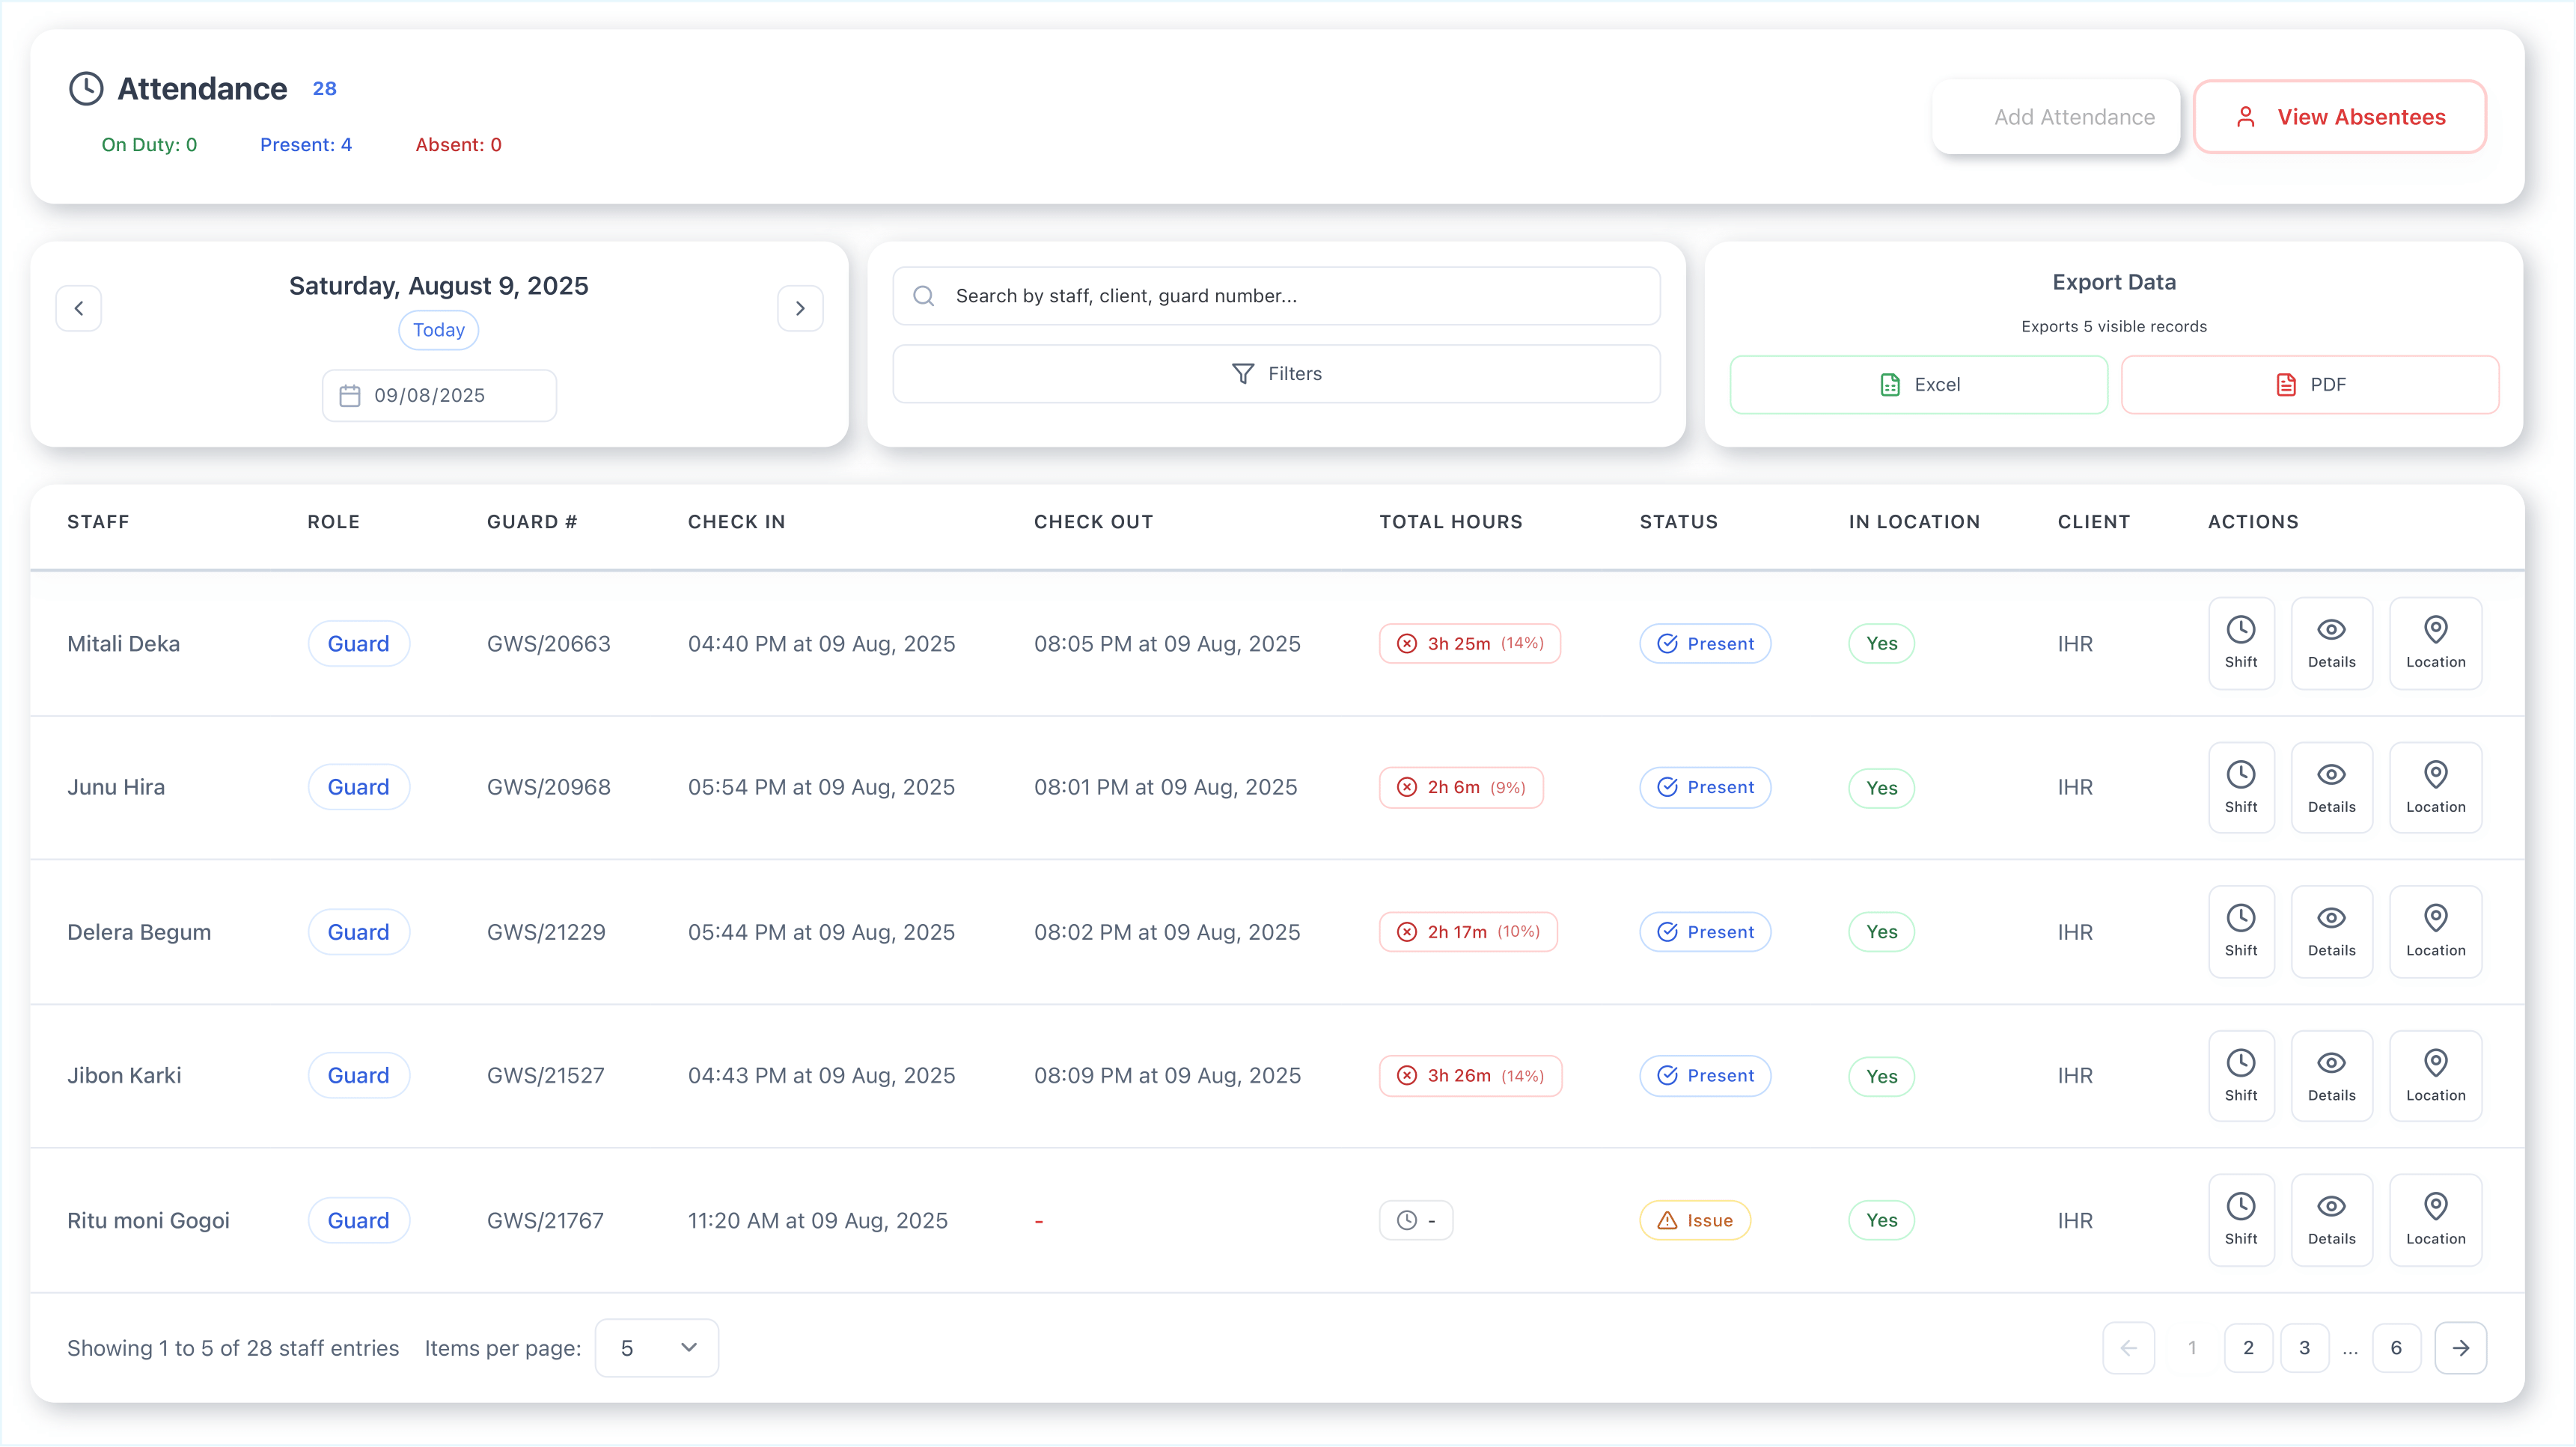 Attendance 28
On Duty: 0 Present: 4 Absent: 0
Add Attendance View Absentees
Saturday, August 9, 2025
Today
09/08/2025
Search by staff, client, guard number...
Filters
Export Data
Exports 5 visible records
Excel PDF
STAFF ROLE GUARD # CHECK IN CHECK OUT TOTAL HOURS STATUS IN LOCATION CLIENT ACTIONS
Mitali Deka Guard GWS/20663 04:40 PM at 09 Aug, 2025 08:05 PM at 09 Aug, 2025 3h 25m (14%) Present Yes IHR Shift Details Location
Junu Hira Guard GWS/20968 05:54 PM at 09 Aug, 2025 08:01 PM at 09 Aug, 2025 2h 6m (9%) Present Yes IHR Shift Details Location
Delera Begum Guard GWS/21229 05:44 PM at 09 Aug, 2025 08:02 PM at 09 Aug, 2025 2h 17m (10%) Present Yes IHR Shift Details Location
Jibon Karki Guard GWS/21527 04:43 PM at 09 Aug, 2025 08:09 PM at 09 Aug, 2025 3h 26m (14%) Present Yes IHR Shift Details Location
Ritu moni Gogoi Guard GWS/21767 11:20 AM at 09 Aug, 2025 - - Issue Yes IHR Shift Details Location
Showing 1 to 5 of 28 staff entries Items per page: 5 1 2 3 ... 6